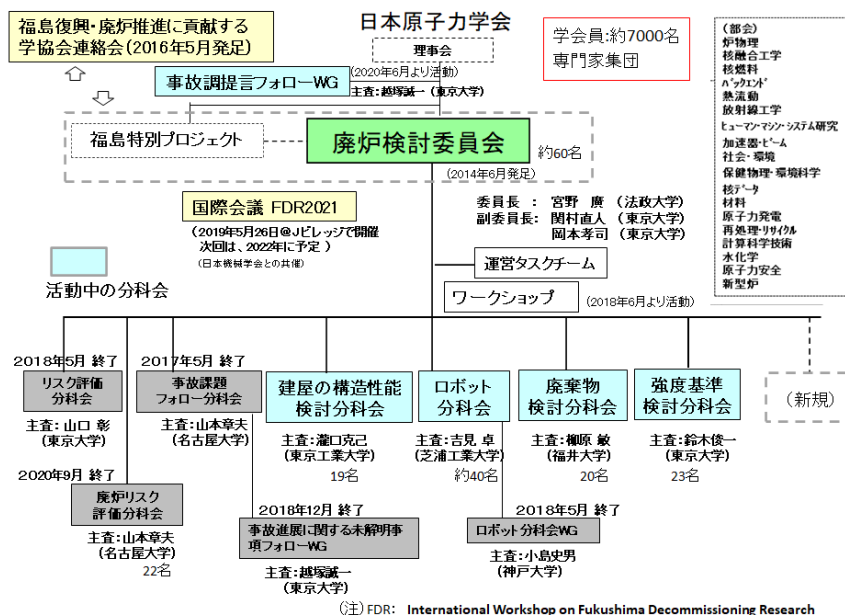 福島復興・廃炉推進に貢献する
学協会連絡会(2016年5月発足)
日本原子力学会
理事会
学会員:約7000名
専門家集団
(部会)
炉物理
核融合工学
核燃料
バックエンド
熱流動
放射線工学
ヒューマン・マシン・システム研究
加速器・ビーム
社会・環境
保健物理・環境科学
核データ
材料
原子力発電
再処理・リサイクル
計算科学技術
水化学
原子力安全
新型炉
(2020年6月より活動)
事故調提言フォローWG
主査:越塚誠一(東京大学)
福島特別プロジェクト
廃炉検討委員会
約60名
(2014年6月発足)
国際会議 FDR2021
(2019年5月26日@Jビレッジで開催
次回は、2022年に予定 )
(日本機械学会との共催)
委員長 : 宮野 廣 (法政大学)
副委員長: 関村直人 (東京大学)
岡本孝司 (東京大学)
活動中の分科会
運営タスクチーム
ワークショップ
(2018年6月より活動)
2018年5月 終了
リスク評価
分科会
主査:山口 彰
(東京大学)
2017年5月 終了
事故課題
フォロー分科会
主査:山本章夫
(名古屋大学)
建屋の構造性能
検討分科会
主査:瀧口克己
(東京工業大学)
19名
ロボット
分科会
主査:吉見 卓
(芝浦工業大学)
約40名
廃棄物
検討分科会
主査:柳原 敏
(福井大学)
20名
強度基準
検討分科会
主査:鈴木俊一
(東京大学)
23名
(新規)
2020年9月 終了
廃炉リスク
評価分科会
主査:山本章夫
(名古屋大学)
22名
2018年12月 終了
事故進展に関する未解明事
項フォローWG
主査:越塚誠一
(東京大学)
2018年5月 終了
ロボット分科会WG
主査:小島史男
(神戸大学)
(注) FDR: International Workshop on Fukushima Decommissioning Research